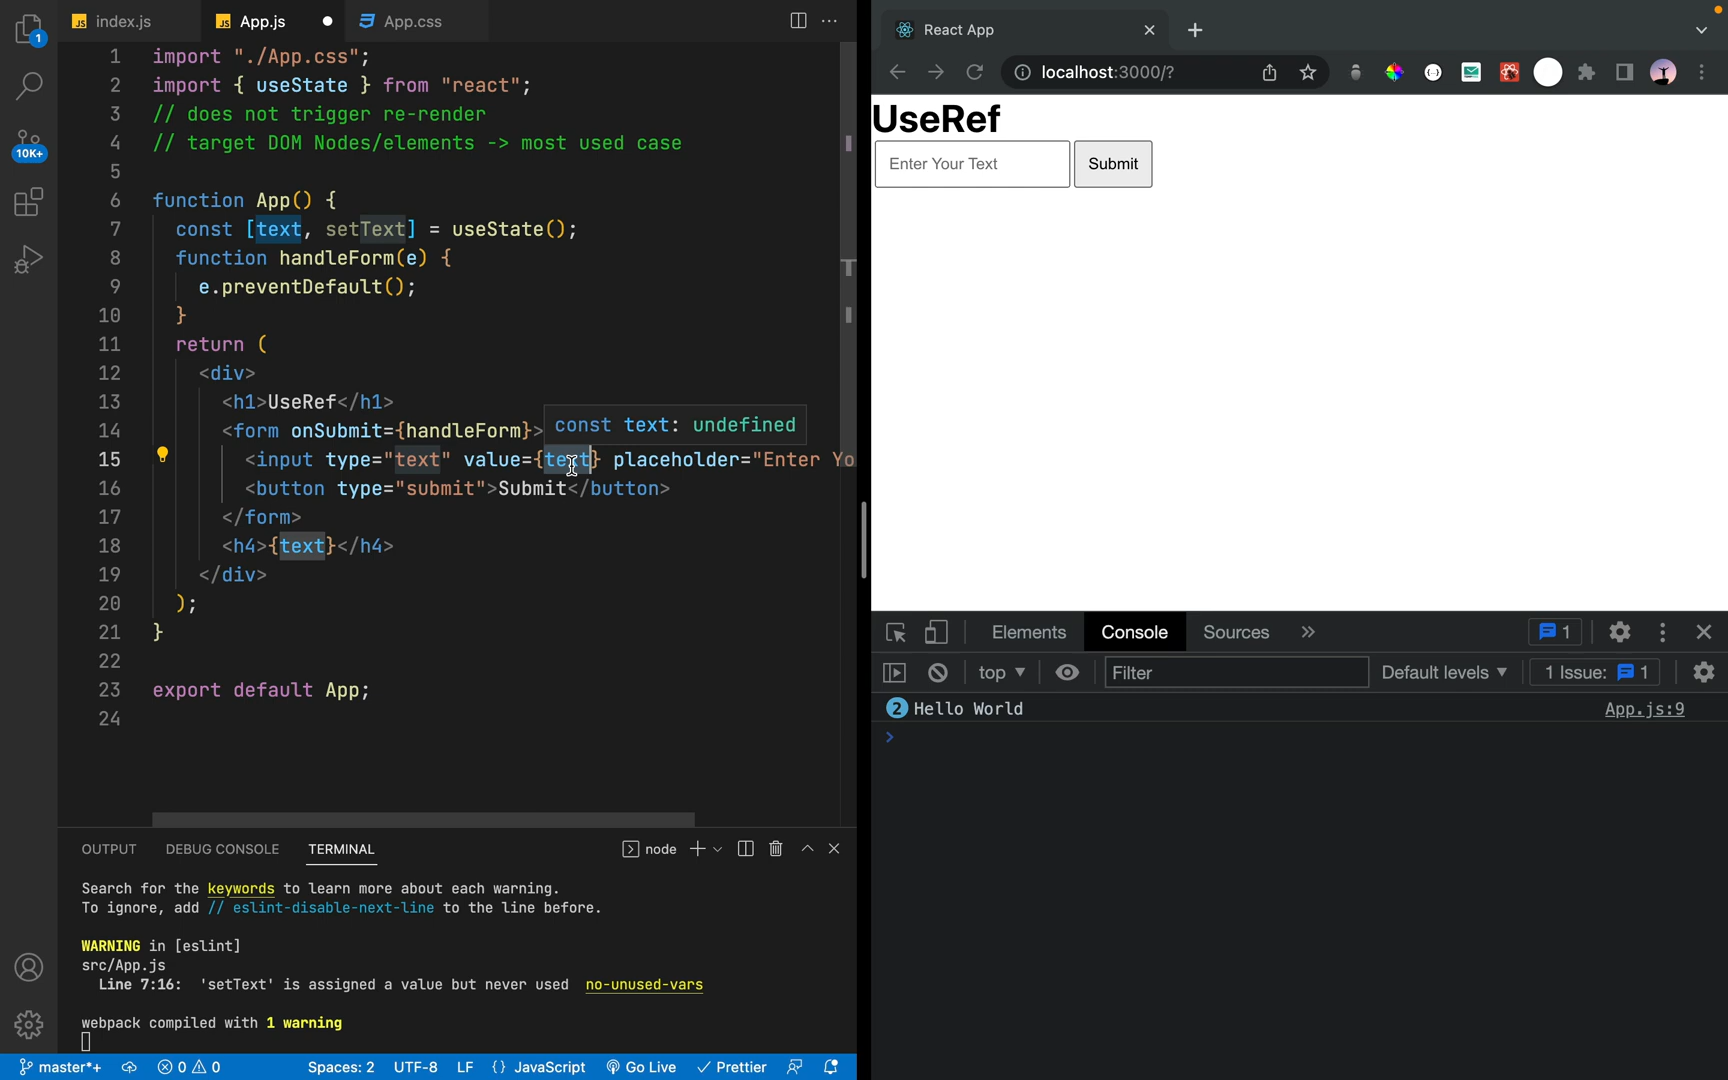 index.js
App.js
App.css
1
10K+
1 import "./App.css";
2 import { useState } from "react";
3 // does not trigger re-render
4 // target DOM Nodes/elements -> most used case
5
6 function App() {
7 const [text, setText] = useState();
8 function handleForm(e) {
9 e.preventDefault();
10 }
11 return (
12 <div>
13 <h1>UseRef</h1>
14 <form onSubmit={handleForm}>
const text: undefined
15 <input type="text" value={text} placeholder="Enter Yo
16 <button type="submit">Submit</button>
17 </form>
18 <h4>{text}</h4>
19 </div>
20 );
21 }
22
23 export default App;
24
OUTPUT DEBUG CONSOLE TERMINAL node
Search for the keywords to learn more about each warning.
To ignore, add // eslint-disable-next-line to the line before.
WARNING in [eslint]
src/App.js
Line 7:16: 'setText' is assigned a value but never used no-unused-vars
webpack compiled with 1 warning
master*+ 0 0 Spaces: 2 UTF-8 LF {} JavaScript Go Live Prettier
React App
localhost:3000/?
UseRef
Enter Your Text Submit
Elements Console Sources 1
top Filter Default levels 1 Issue: 1
2 Hello World App.js:9